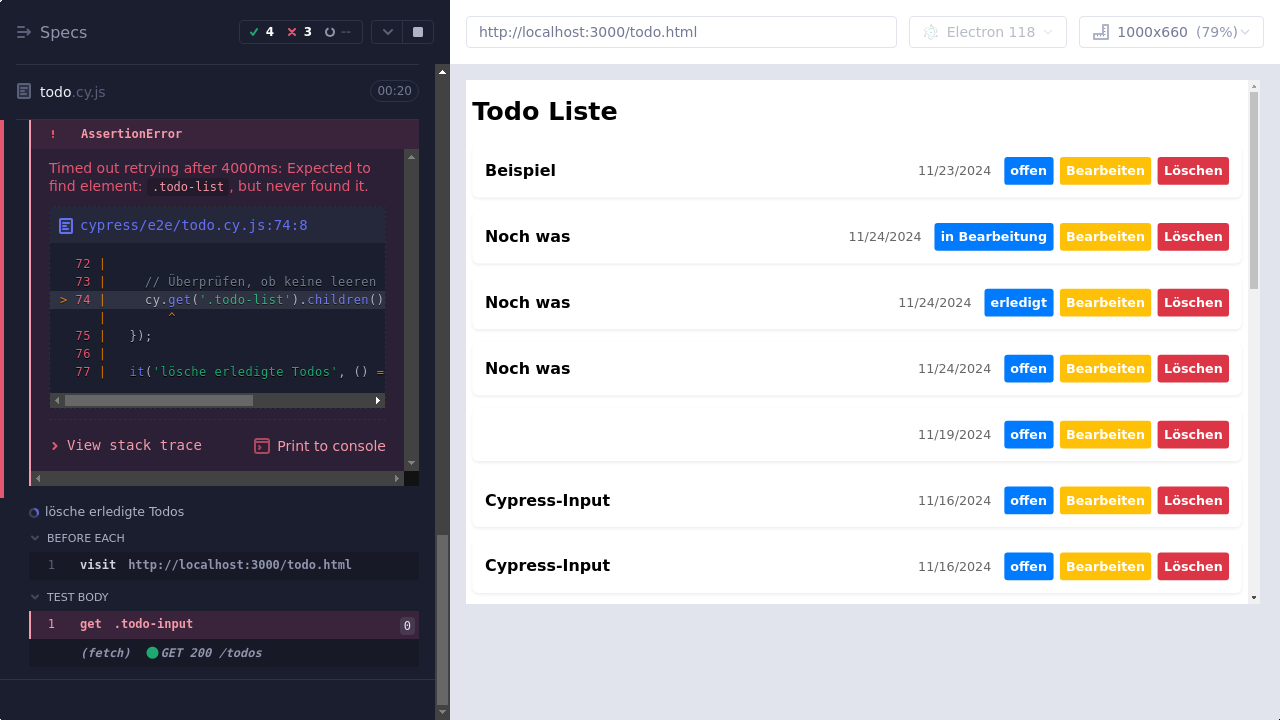 Specs
4
3
--
todo.cy.js
00:20
! AssertionError
Timed out retrying after 4000ms: Expected to
find element: .todo-list, but never found it.
cypress/e2e/todo.cy.js:74:8
72 |
73 |     // Überprüfen, ob keine leeren
> 74 |     cy.get('.todo-list').children()
|        ^
75 |   });
76 |
77 |   it('lösche erledigte Todos', () =
View stack trace
Print to console
lösche erledigte Todos
BEFORE EACH
1 visit http://localhost:3000/todo.html
TEST BODY
1 get .todo-input 0
(fetch) GET 200 /todos
http://localhost:3000/todo.html
Electron 118
1000x660 (79%)
Todo Liste
Beispiel 11/23/2024 offen Bearbeiten Löschen
Noch was 11/24/2024 in Bearbeitung Bearbeiten Löschen
Noch was 11/24/2024 erledigt Bearbeiten Löschen
Noch was 11/24/2024 offen Bearbeiten Löschen
11/19/2024 offen Bearbeiten Löschen
Cypress-Input 11/16/2024 offen Bearbeiten Löschen
Cypress-Input 11/16/2024 offen Bearbeiten Löschen